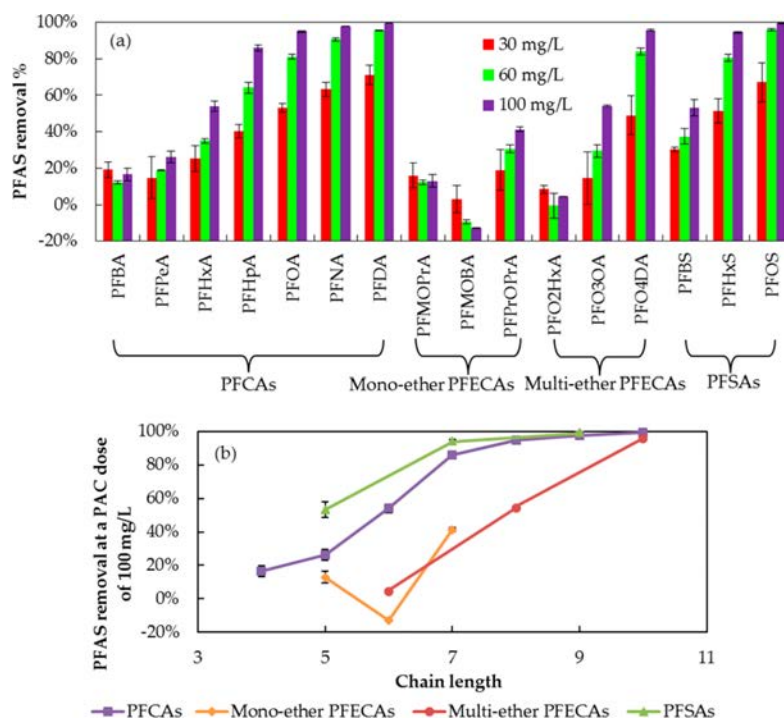 (a)
PFAS removal %
100%
80%
60%
40%
20%
0%
-20%
30 mg/L
60 mg/L
100 mg/L
PFBA
PFPeA
PFHxA
PFHpA
PFOA
PFNA
PFDA
PFMOPrA
PFMOBA
PFPrOPrA
PFO2HxA
PFO3OA
PFO4DA
PFBS
PFHxS
PFOS
PFCAs
Mono-ether PFECAs
Multi-ether PFECAs
PFSAs
(b)
PFAS removal at a PAC dose
of 100 mg/L
100%
80%
60%
40%
20%
0%
-20%
3 5 7 9 11
Chain length
PFCAs Mono-ether PFECAs Multi-ether PFECAs PFSAs